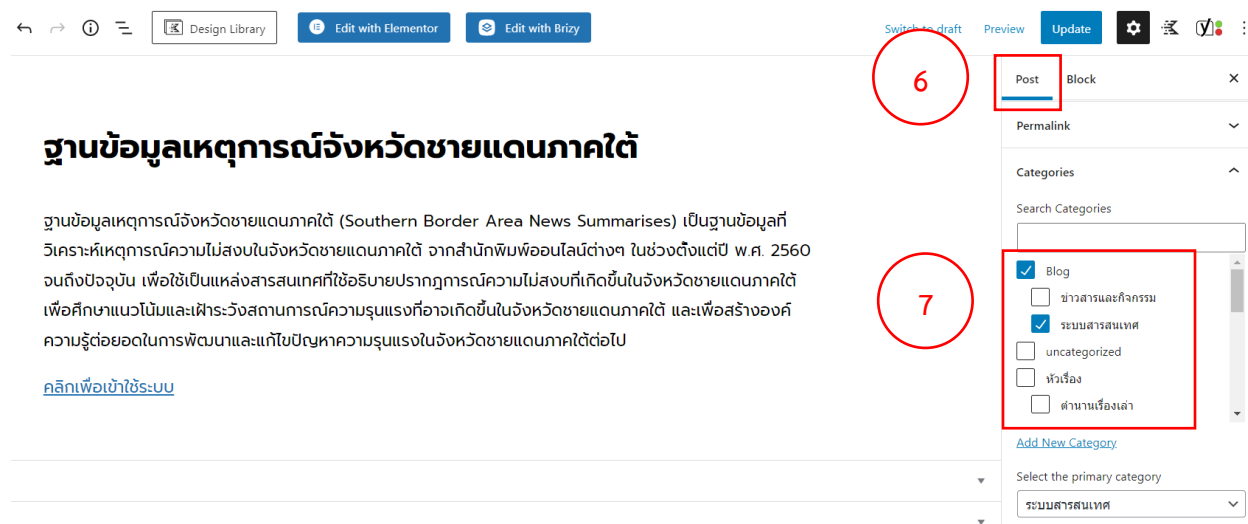 Design Library
Edit with Elementor
Edit with Brizy
Switch to draft
Preview
Update
6
Post
Block
Permalink
ฐานข้อมูลเหตุการณ์จังหวัดชายแดนภาคใต้
Categories
Search Categories
ฐานข้อมูลเหตุการณ์จังหวัดชายแดนภาคใต้ (Southern Border Area News Summarises) เป็นฐานข้อมูลที่
วิเคราะห์เหตุการณ์ความไม่สงบในจังหวัดชายแดนภาคใต้ จากสำนักพิมพ์ออนไลน์ต่างๆ ในช่วงตั้งแต่ปี พ.ศ. 2560
จนถึงปัจจุบัน เพื่อใช้เป็นแหล่งสารสนเทศที่ใช้อธิบายปรากฎการณ์ความไม่สงบที่เกิดขึ้นในจังหวัดชายแดนภาคใต้
เพื่อศึกษาแนวโน้มและเฝ้าระวังสถานการณ์ความรุนแรงที่อาจเกิดขึ้นในจังหวัดชายแดนภาคใต้ และเพื่อสร้างองค์
ความรู้ต่อยอดในการพัฒนาและแก้ไขปัญหาความรุนแรงในจังหวัดชายแดนภาคใต้ต่อไป
คลิกเพื่อเข้าใช้ระบบ
7
Blog
ข่าวสารและกิจกรรม
ระบบสารสนเทศ
uncategorized
หัวเรื่อง
ตำนานเรื่องเล่า
Add New Category
Select the primary category
ระบบสารสนเทศ